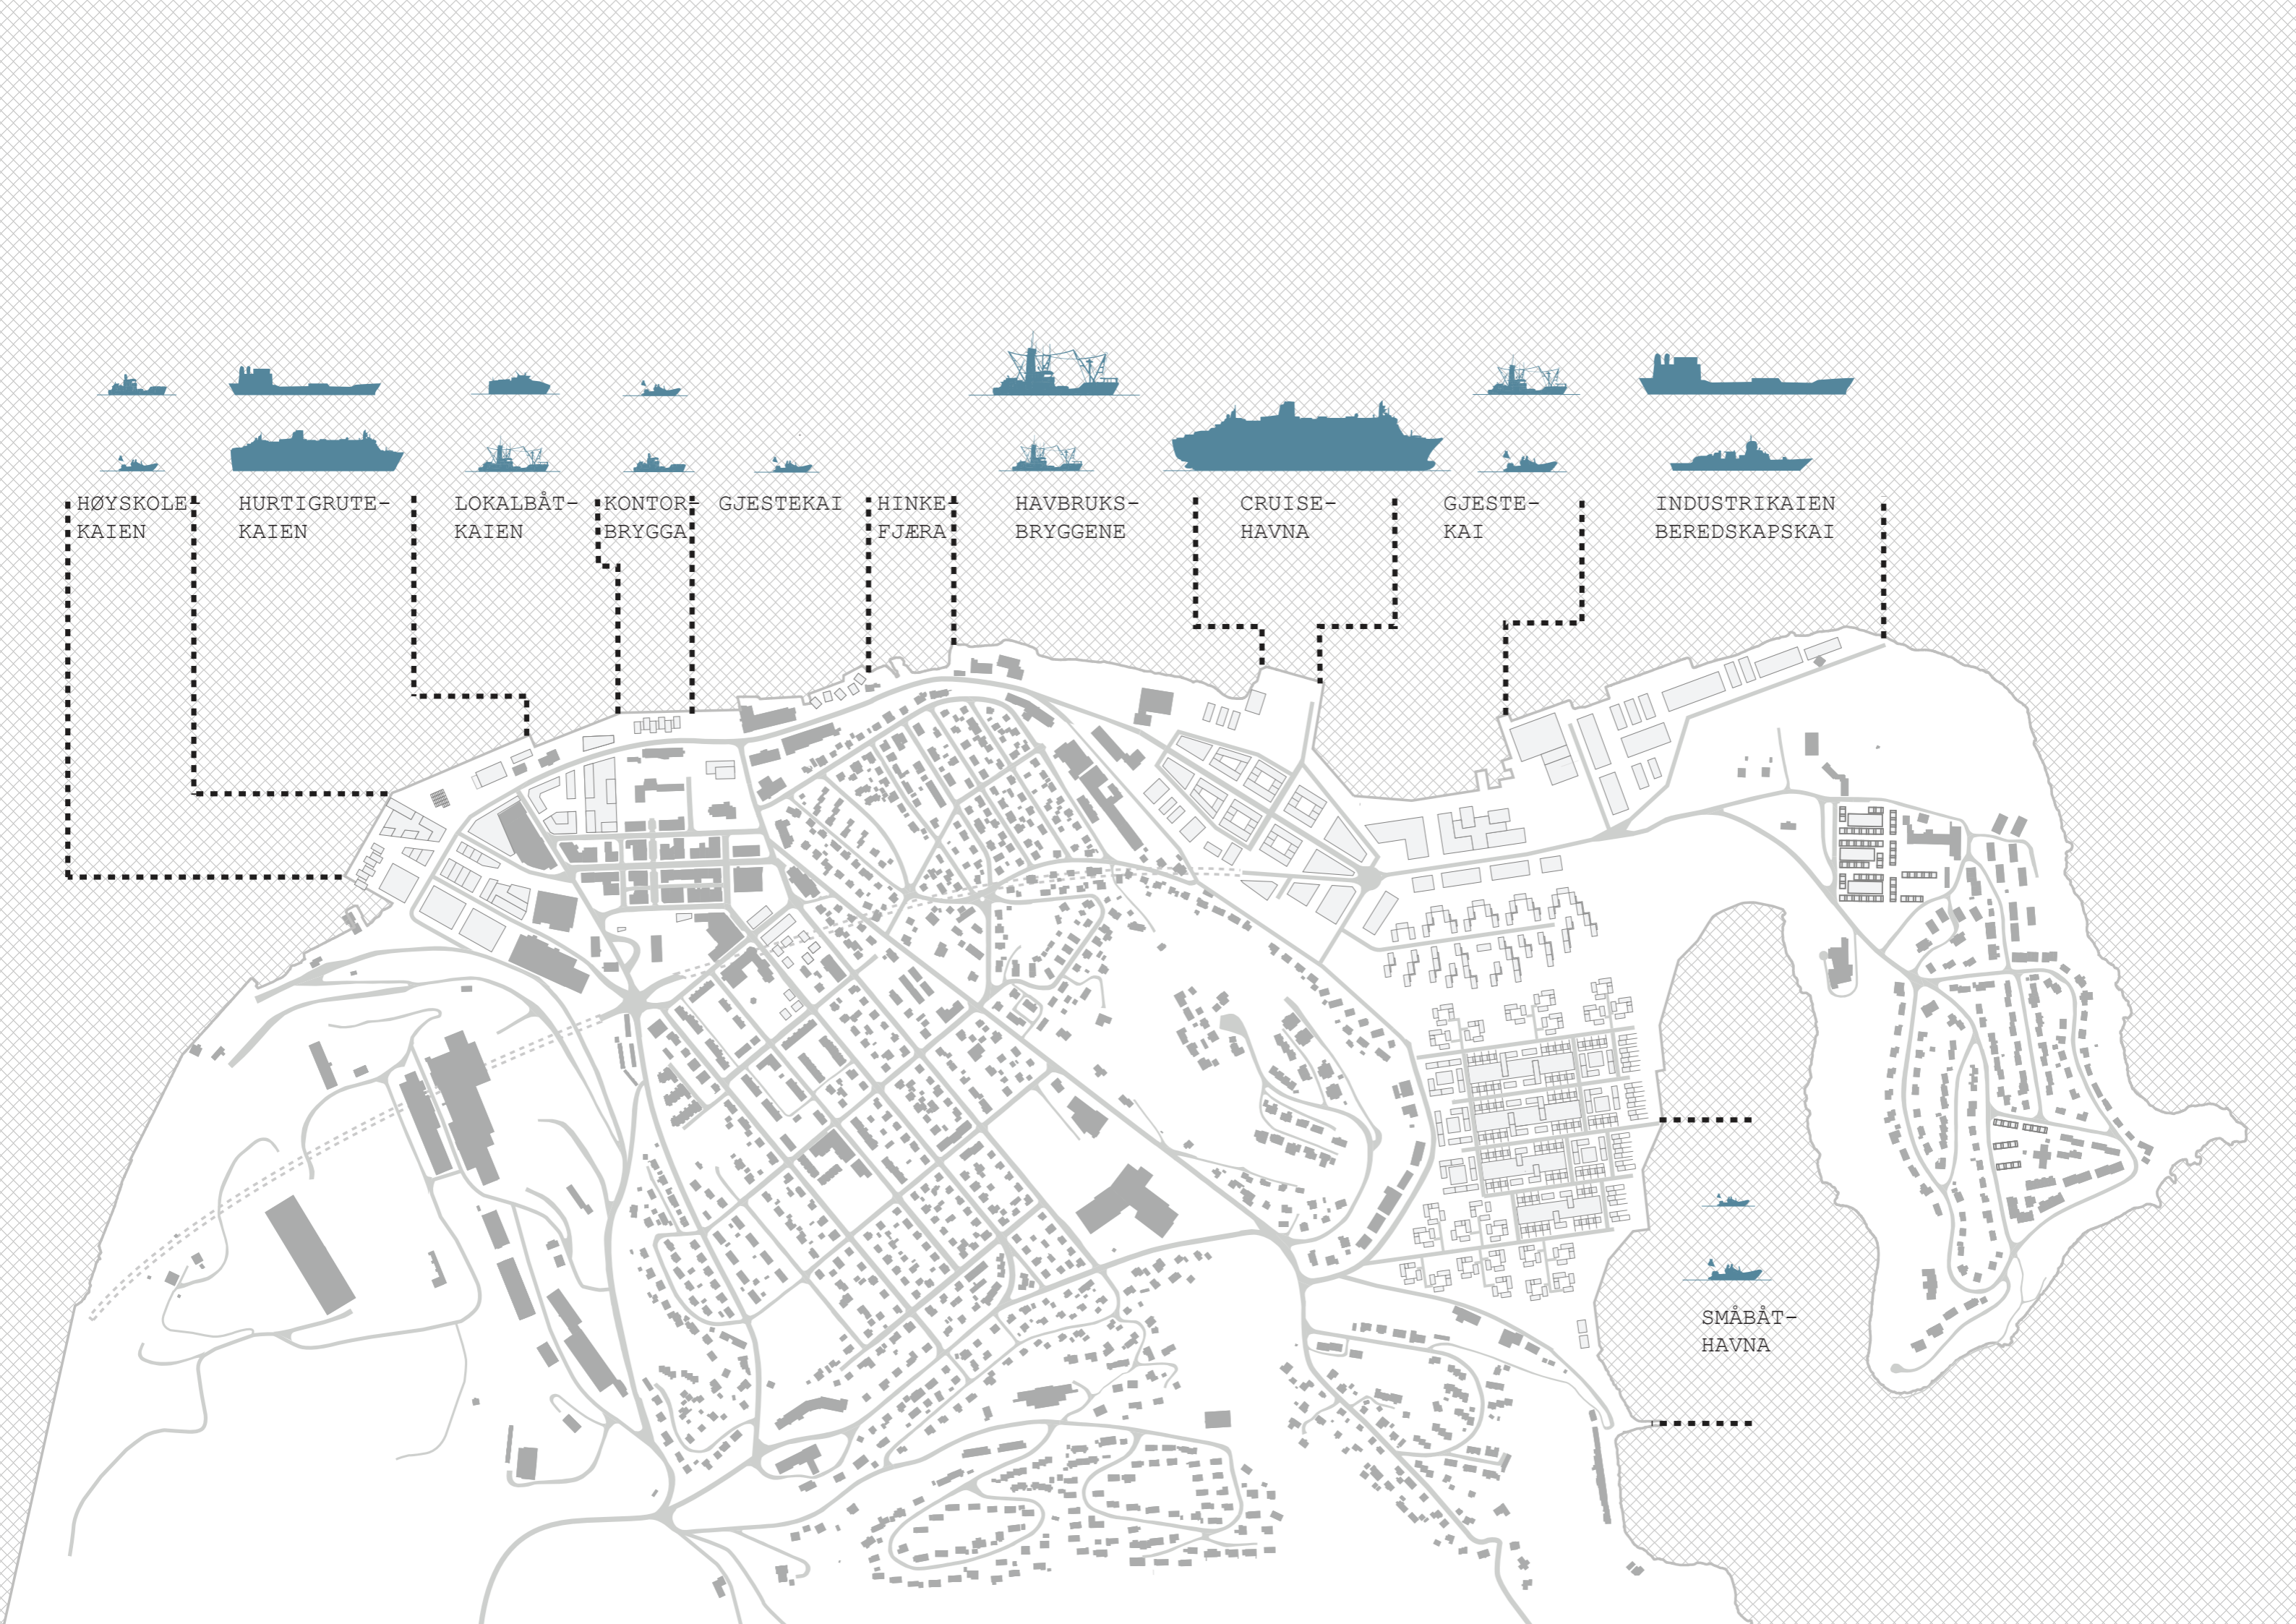 HØYSKOLE-
KAIEN
HURTIGRUTE-
KAIEN
LOKALBÅT-
KAIEN
KONTOR-
BRYGGA
GJESTEKAI
HINKE-
FJÆRA
HAVBRUKS-
BRYGGENE
CRUISE-
HAVNA
GJESTE-
KAI
INDUSTRIKAIEN
BEREDSKAPSKAI
SMÅBÅT-
HAVNA